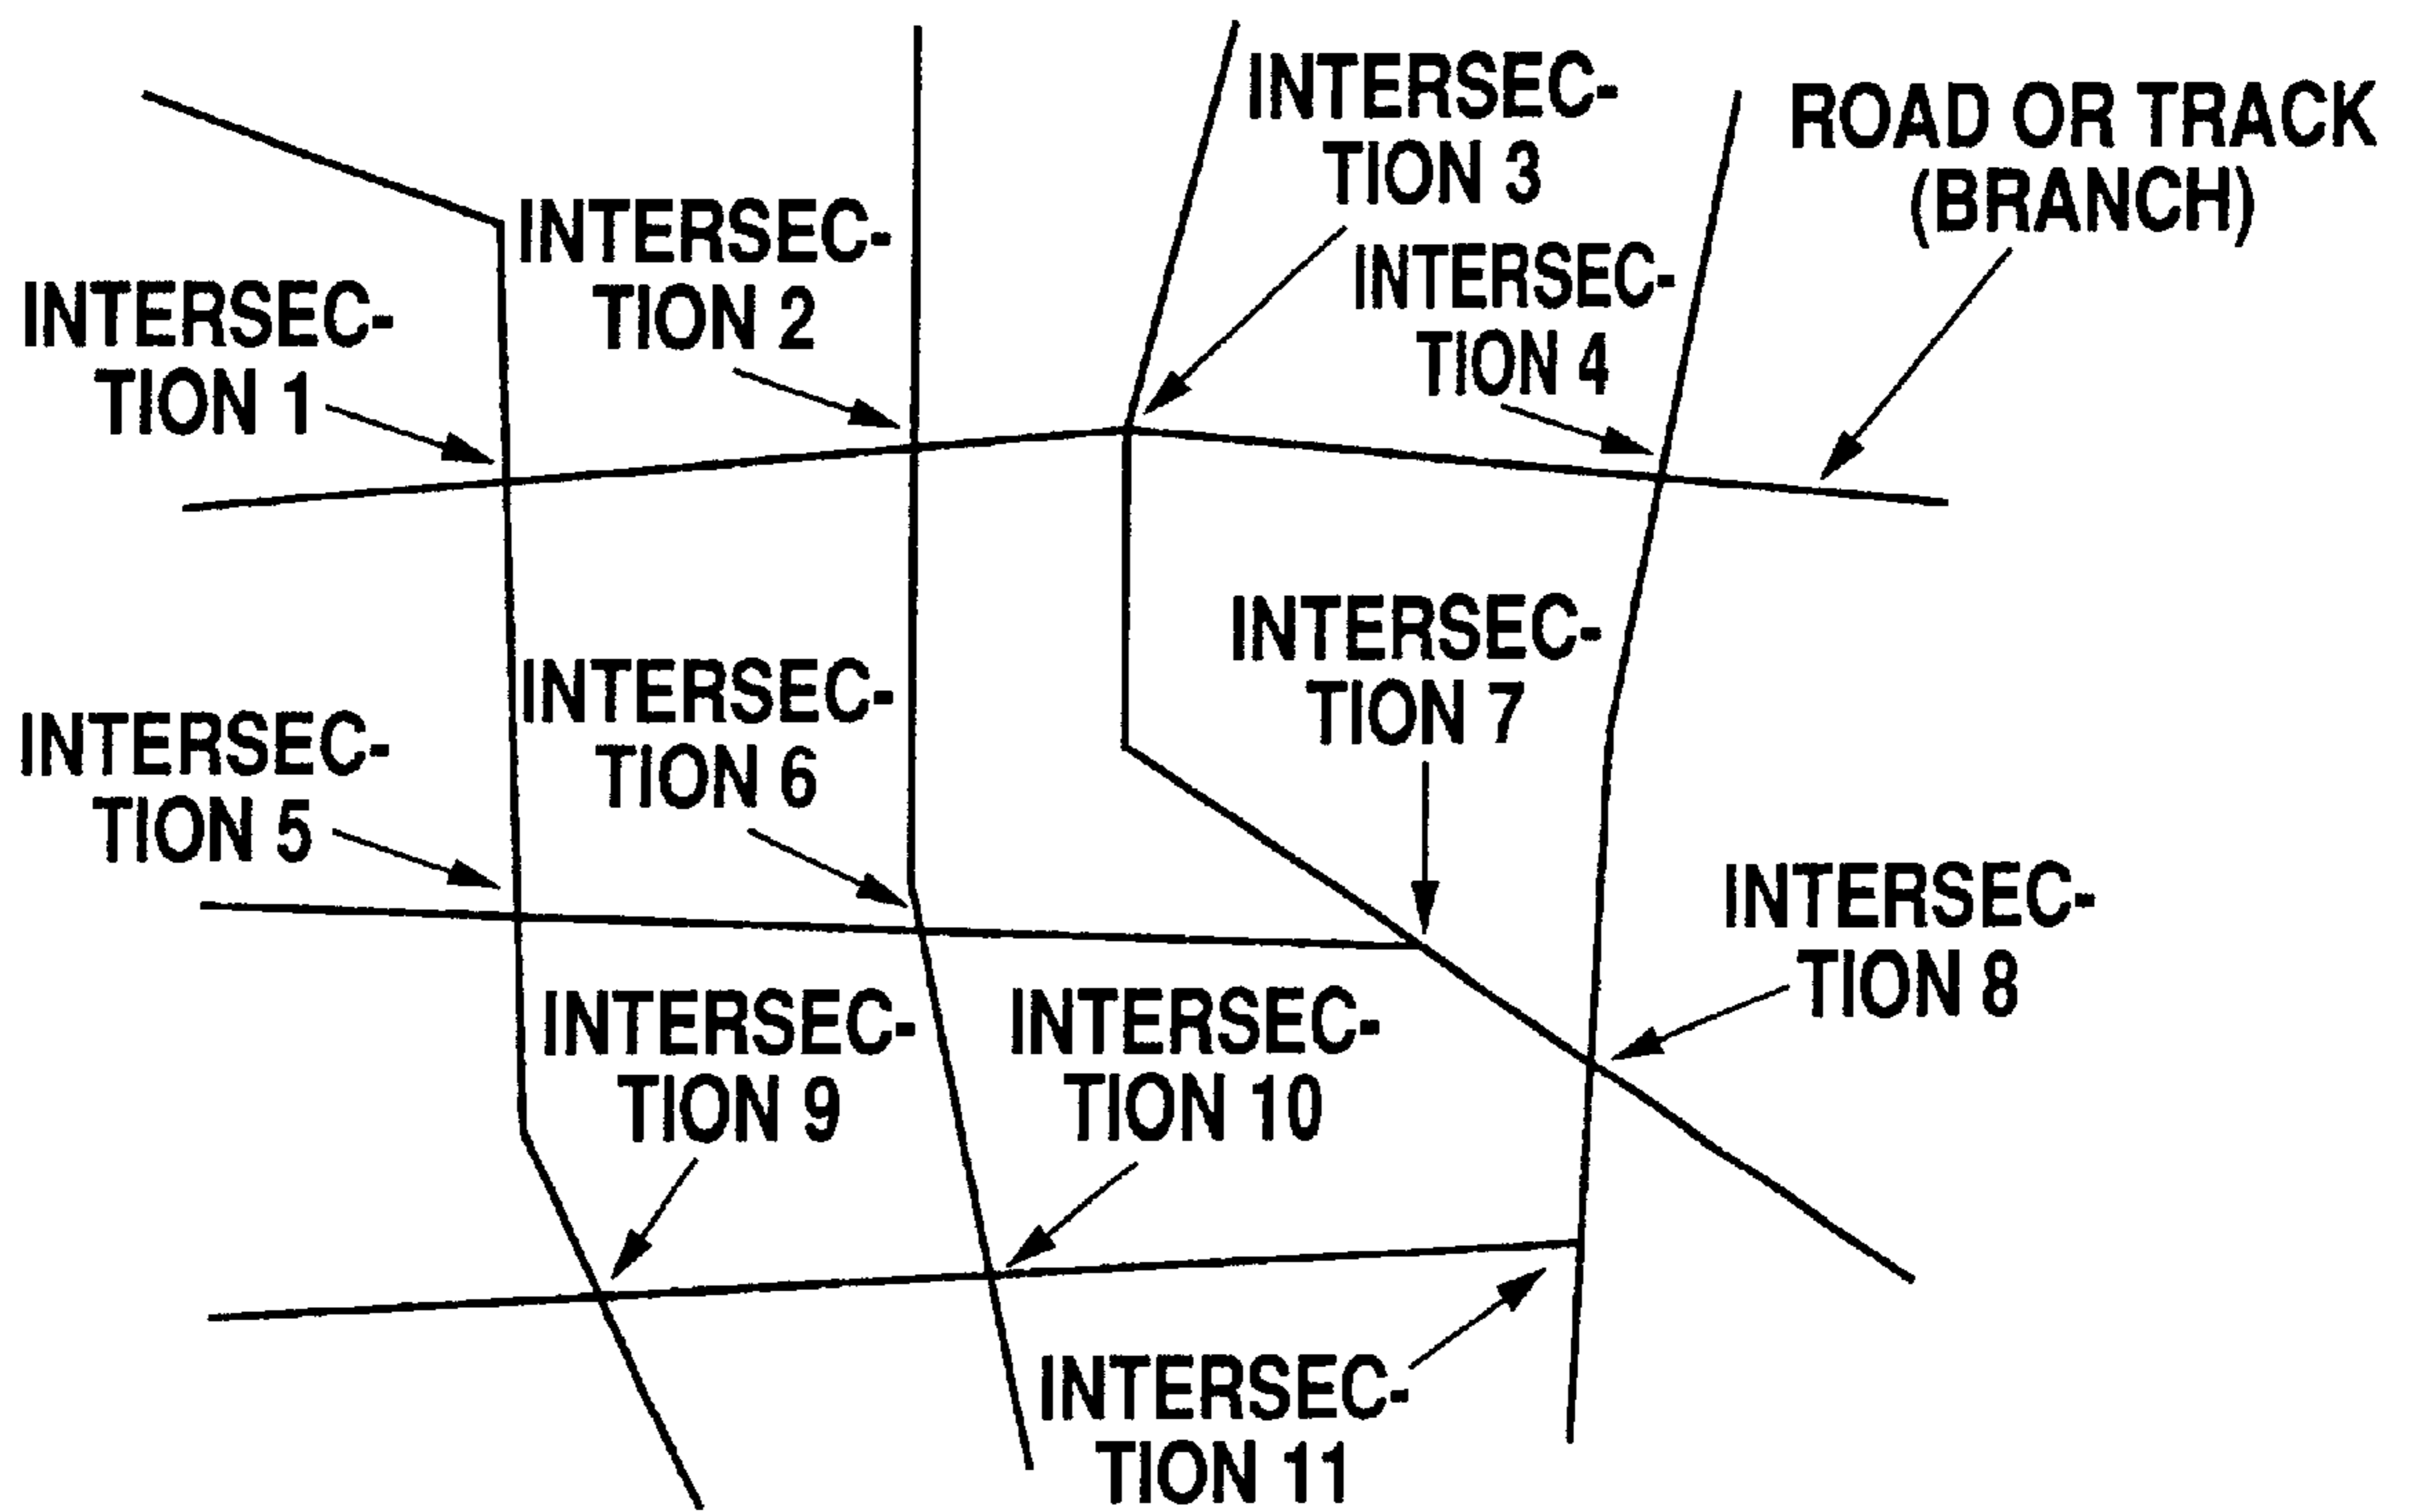 INTERSEC-
TION 3
ROAD OR TRACK
(BRANCH)
INTERSEC-
TION 2
INTERSEC-
TION 4
INTERSEC-
TION 1
INTERSEC-
TION 7
INTERSEC-
TION 6
INTERSEC-
TION 5
INTERSEC-
TION 8
INTERSEC-
TION 9
INTERSEC-
TION 10
INTERSEC-
TION 11